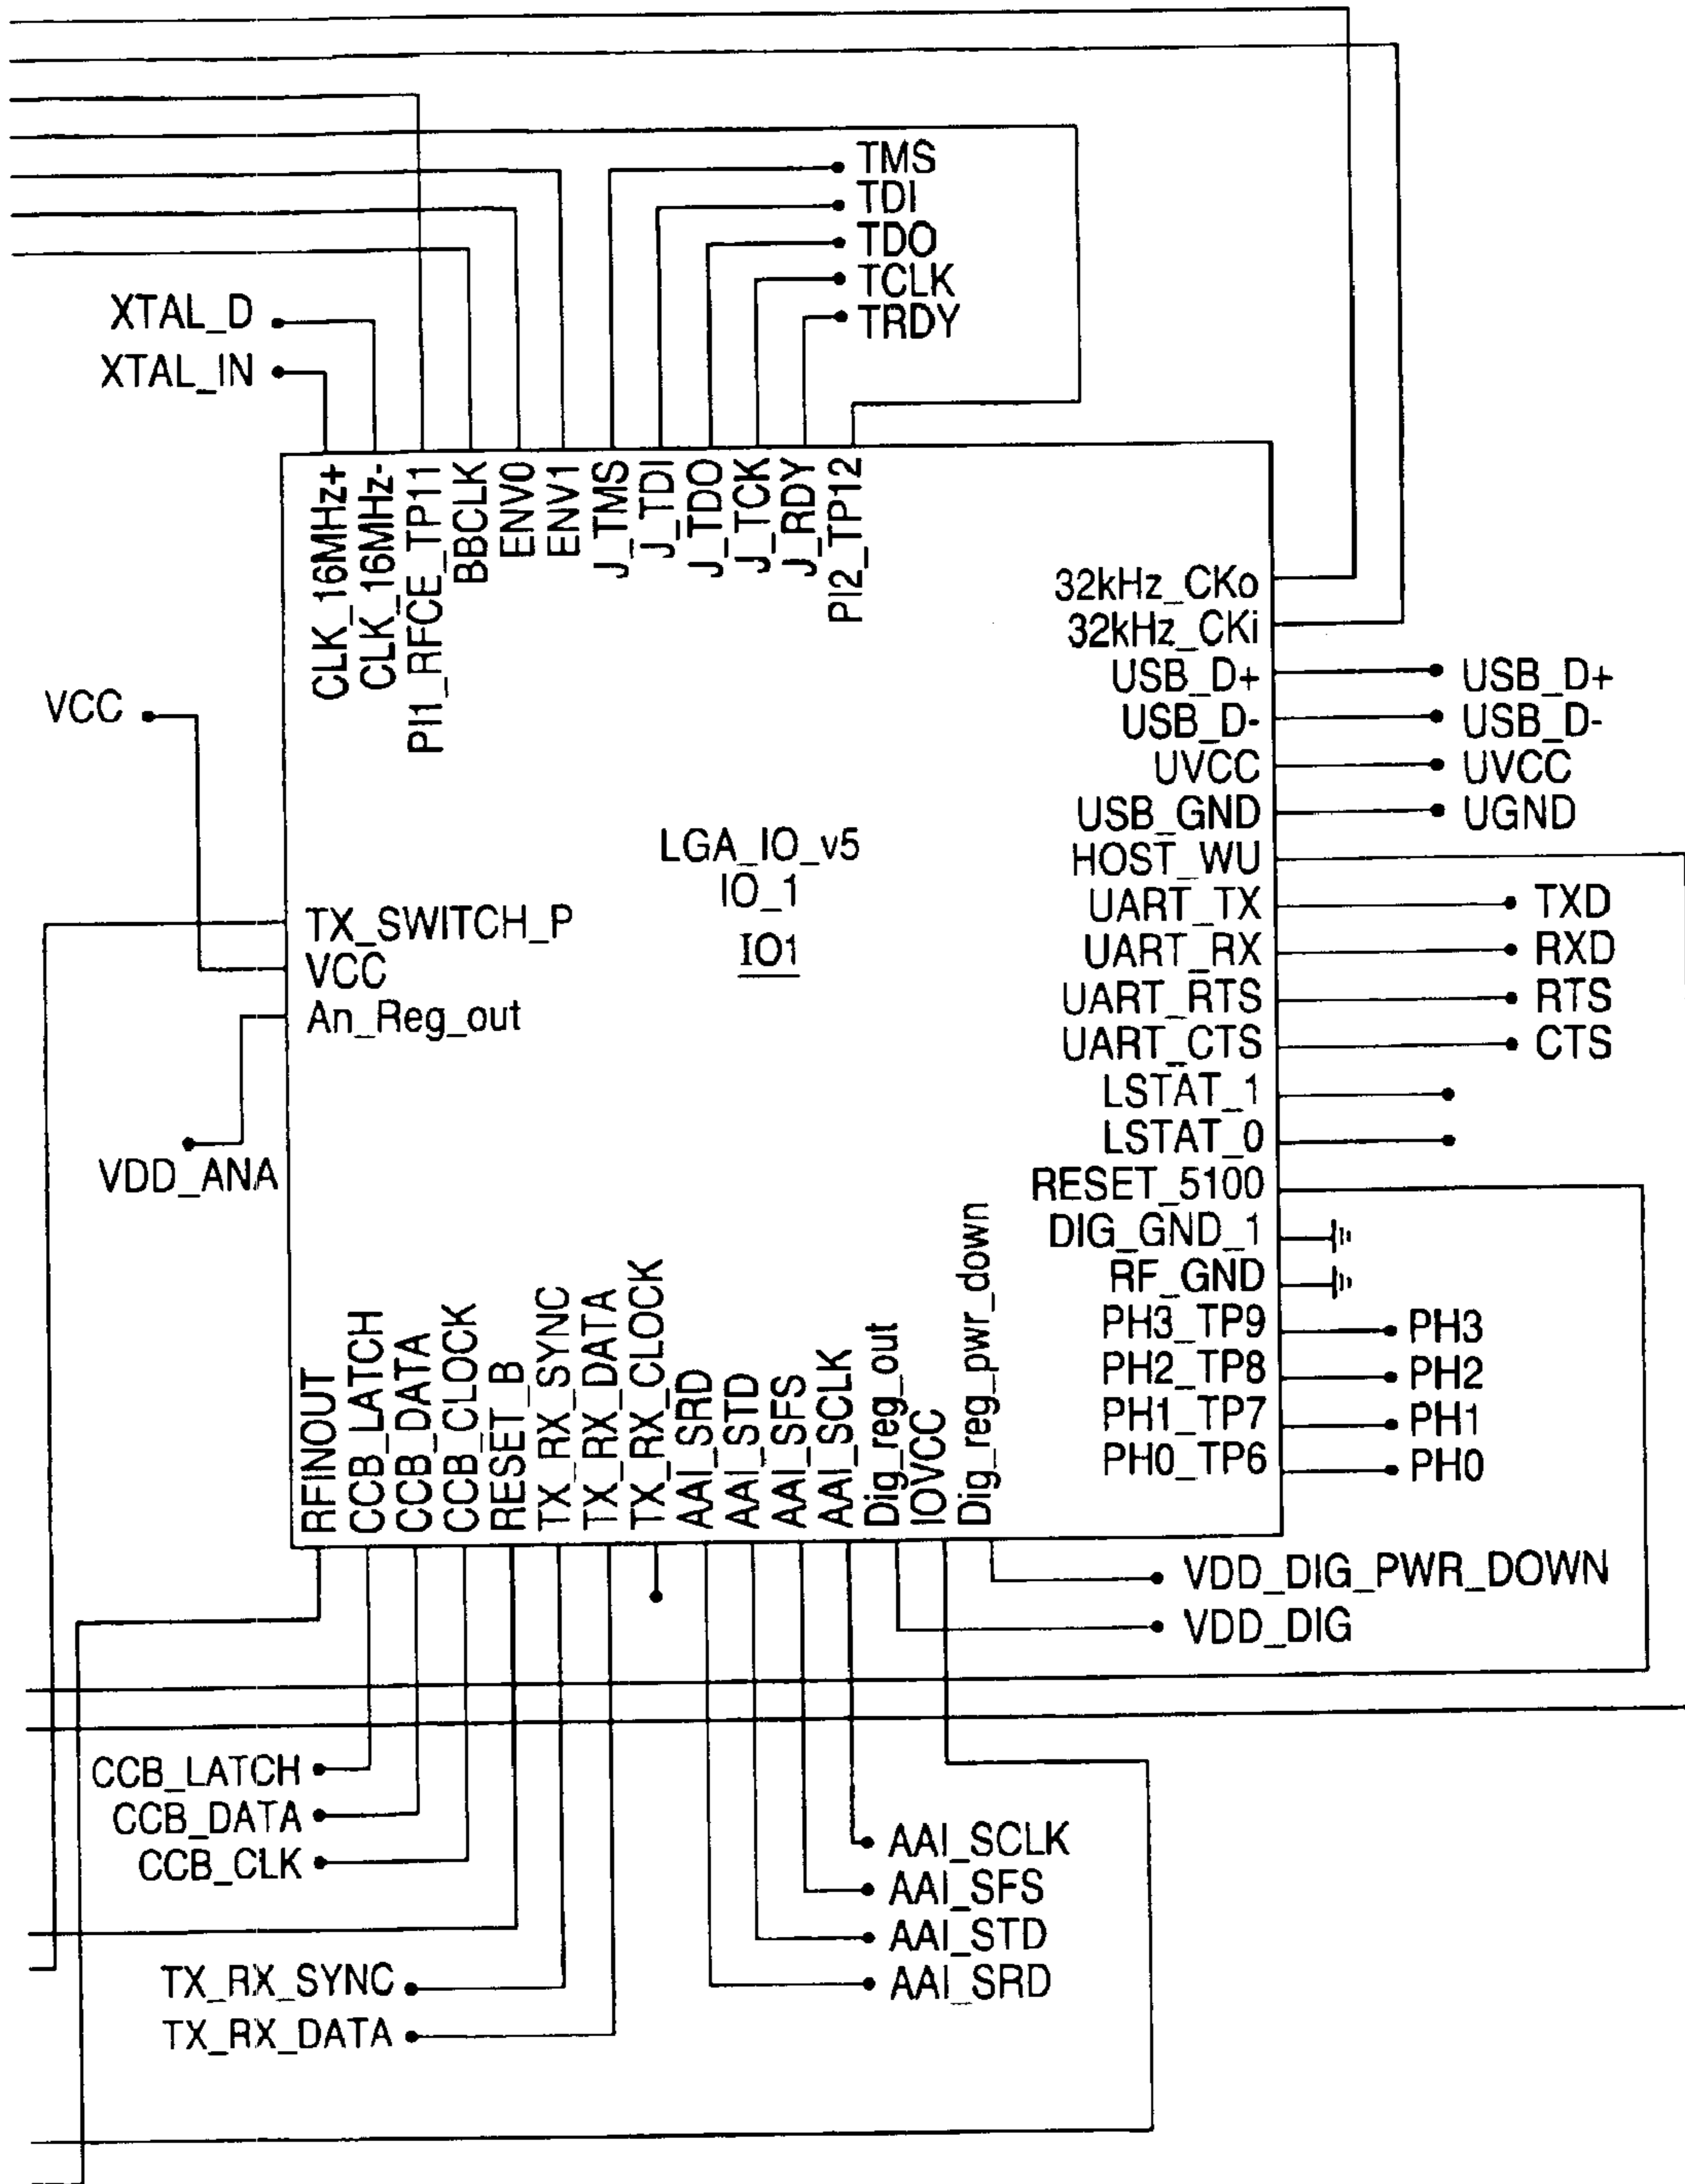 TMS
TDI
TDO
TCLK
TRDY
XTAL_D
XTAL_IN
CLK_16MHz+
CLK_16MHz-
PI1_RFCE_TP11
BBCLK
ENV0
ENV1
J_TMS
J_TDI
J_TDO
J_TCK
J_RDY
PI2_TP12
32kHz_CKo
32kHz_CKi
USB_D+ USB_D+
USB_D- USB_D-
UVCC UVCC
USB_GND UGND
HOST_WU
UART_TX TXD
UART_RX RXD
UART_RTS RTS
UART_CTS CTS
LSTAT_1
LSTAT_0
RESET_5100
DIG_GND_1
RF_GND
PH3_TP9 PH3
PH2_TP8 PH2
PH1_TP7 PH1
PH0_TP6 PH0
VCC
LGA_IO_v5
IO_1
IO1
TX_SWITCH_P
VCC
An_Reg_out
VDD_ANA
RFINOUT
CCB_LATCH
CCB_DATA
CCB_CLOCK
RESET_B
TX_RX_SYNC
TX_RX_DATA
TX_RX_CLOCK
AAI_SRD
AAI_STD
AAI_SFS
AAI_SCLK
Dig_reg_out
IOVCC
Dig_reg_pwr_down
VDD_DIG_PWR_DOWN
VDD_DIG
CCB_LATCH
CCB_DATA
CCB_CLK
AAI_SCLK
AAI_SFS
AAI_STD
AAI_SRD
TX_RX_SYNC
TX_RX_DATA